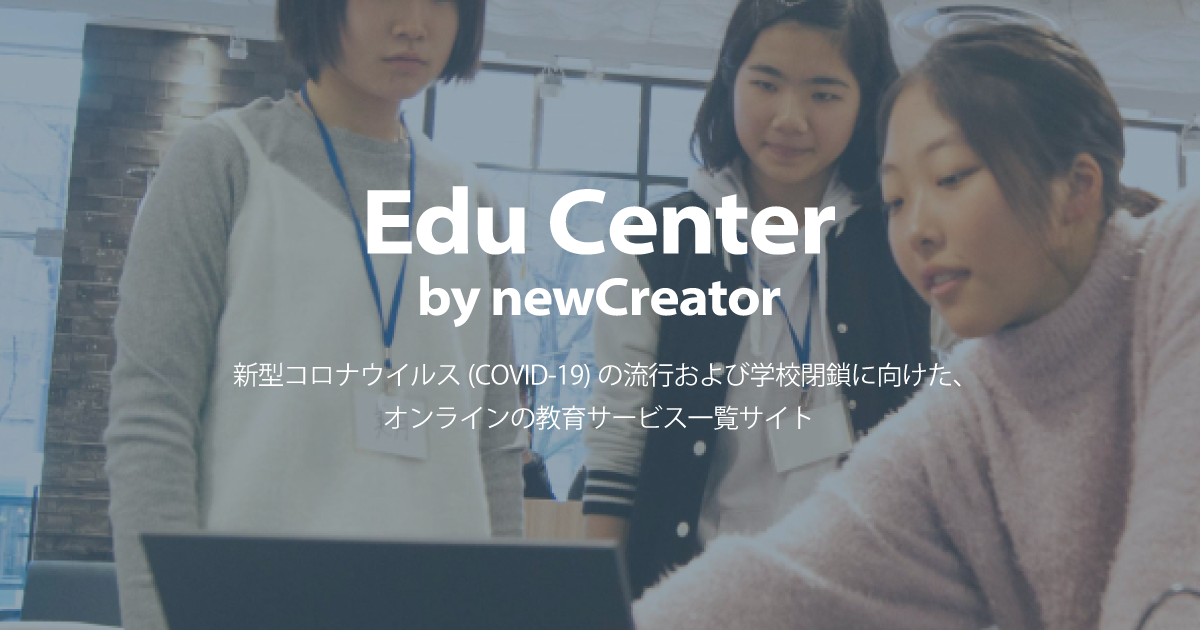 Edu Center
by newCreator
新型コロナウイルス (COVID-19) の流行および学校閉鎖に向けた、
オンラインの教育サービス一覧サイト